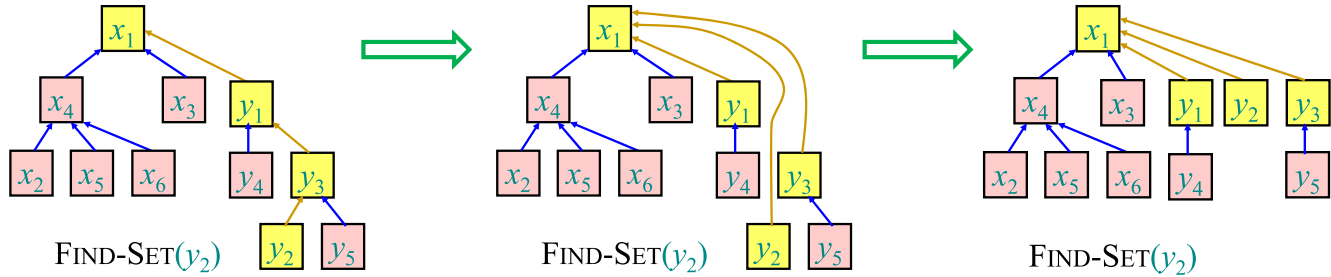 x₁
x₄ x₃ y₁
x₂ x₅ x₆ y₄ y₃
y₂ y₅
FIND-SET(y₂)
x₁
x₄ x₃ y₁
x₂ x₅ x₆ y₄ y₃
y₂ y₅
FIND-SET(y₂)
x₁
x₄ x₃ y₁ y₂ y₃
x₂ x₅ x₆ y₄ y₅
FIND-SET(y₂)